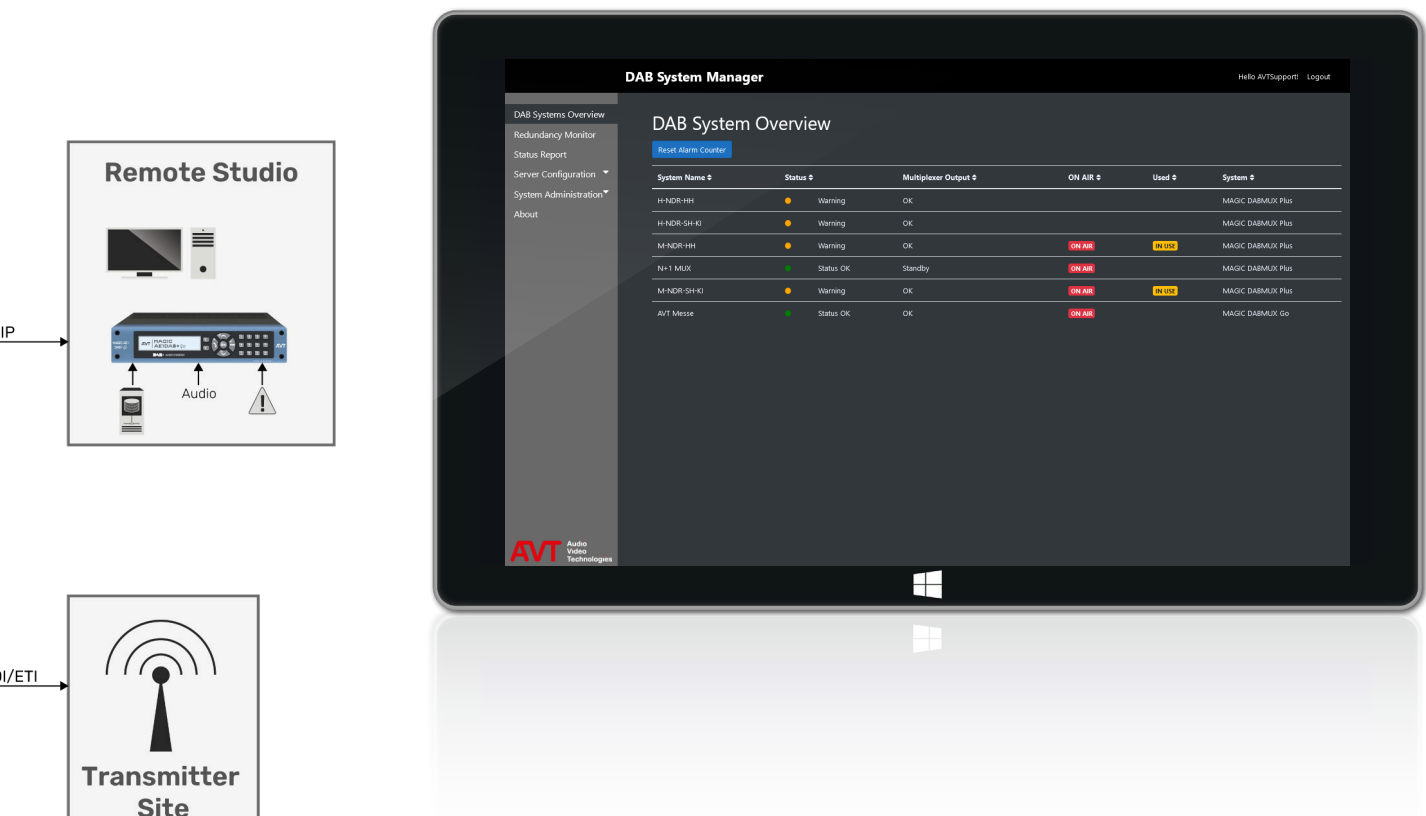 Remote Studio
IP
AVT MAGIC
AE1DAB+ Go
AVT
Audio
DAB System Manager
Hello AVTSupport! Logout
DAB Systems Overview
Redundancy Monitor
Status Report
Server Configuration
System Administration
About
DAB System Overview
Reset Alarm Counter
System Name Status Multiplexer Output ON AIR Used System
H-NDR-HH Warning OK MAGIC DABMUX Plus
H-NDR-SH-KI Warning OK MAGIC DABMUX Plus
M-NDR-HH Warning OK ON AIR IN USE MAGIC DABMUX Plus
N+1 MUX Status OK Standby ON AIR MAGIC DABMUX Plus
M-NDR-SH-KI Warning OK ON AIR IN USE MAGIC DABMUX Plus
AVT Messe Status OK OK ON AIR MAGIC DABMUX Go
AVT Audio
Video
Technologies
I/ETI
Transmitter
Site